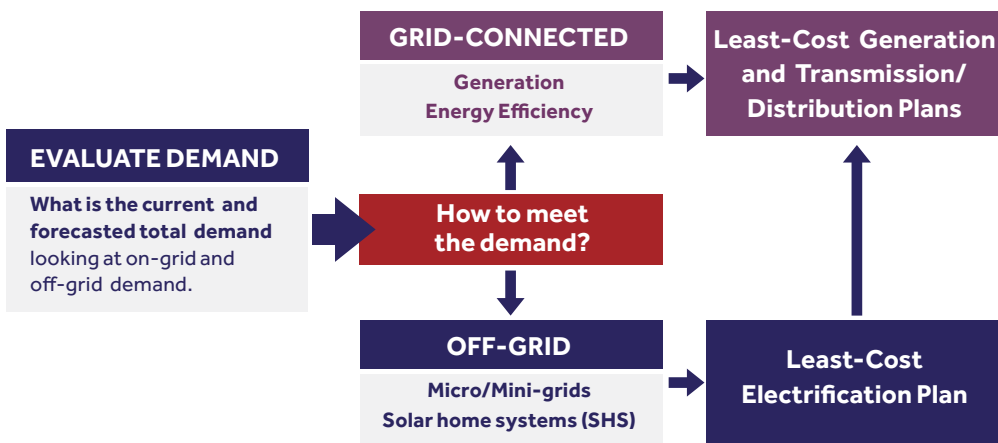 EVALUATE DEMAND
What is the current and
forecasted total demand
looking at on-grid and
off-grid demand.
How to meet
the demand?
GRID-CONNECTED
Generation
Energy Efficiency
Least-Cost Generation
and Transmission/
Distribution Plans
OFF-GRID
Micro/Mini-grids
Solar home systems (SHS)
Least-Cost
Electrification Plan